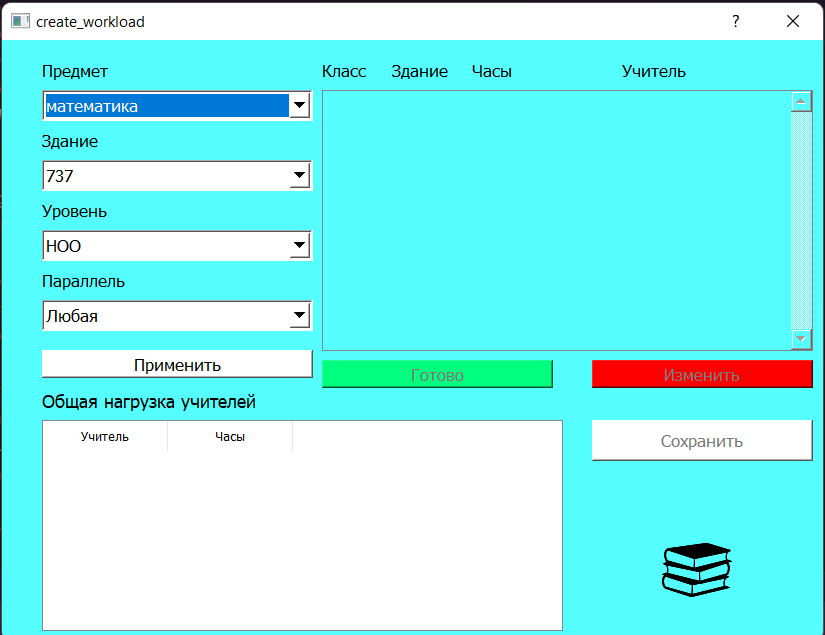 create_workload
Предмет
Класс Здание Часы Учитель
математика
Здание
737
Уровень
НОО
Параллель
Любая
Применить
Готово Изменить
Общая нагрузка учителей
Учитель Часы
Сохранить